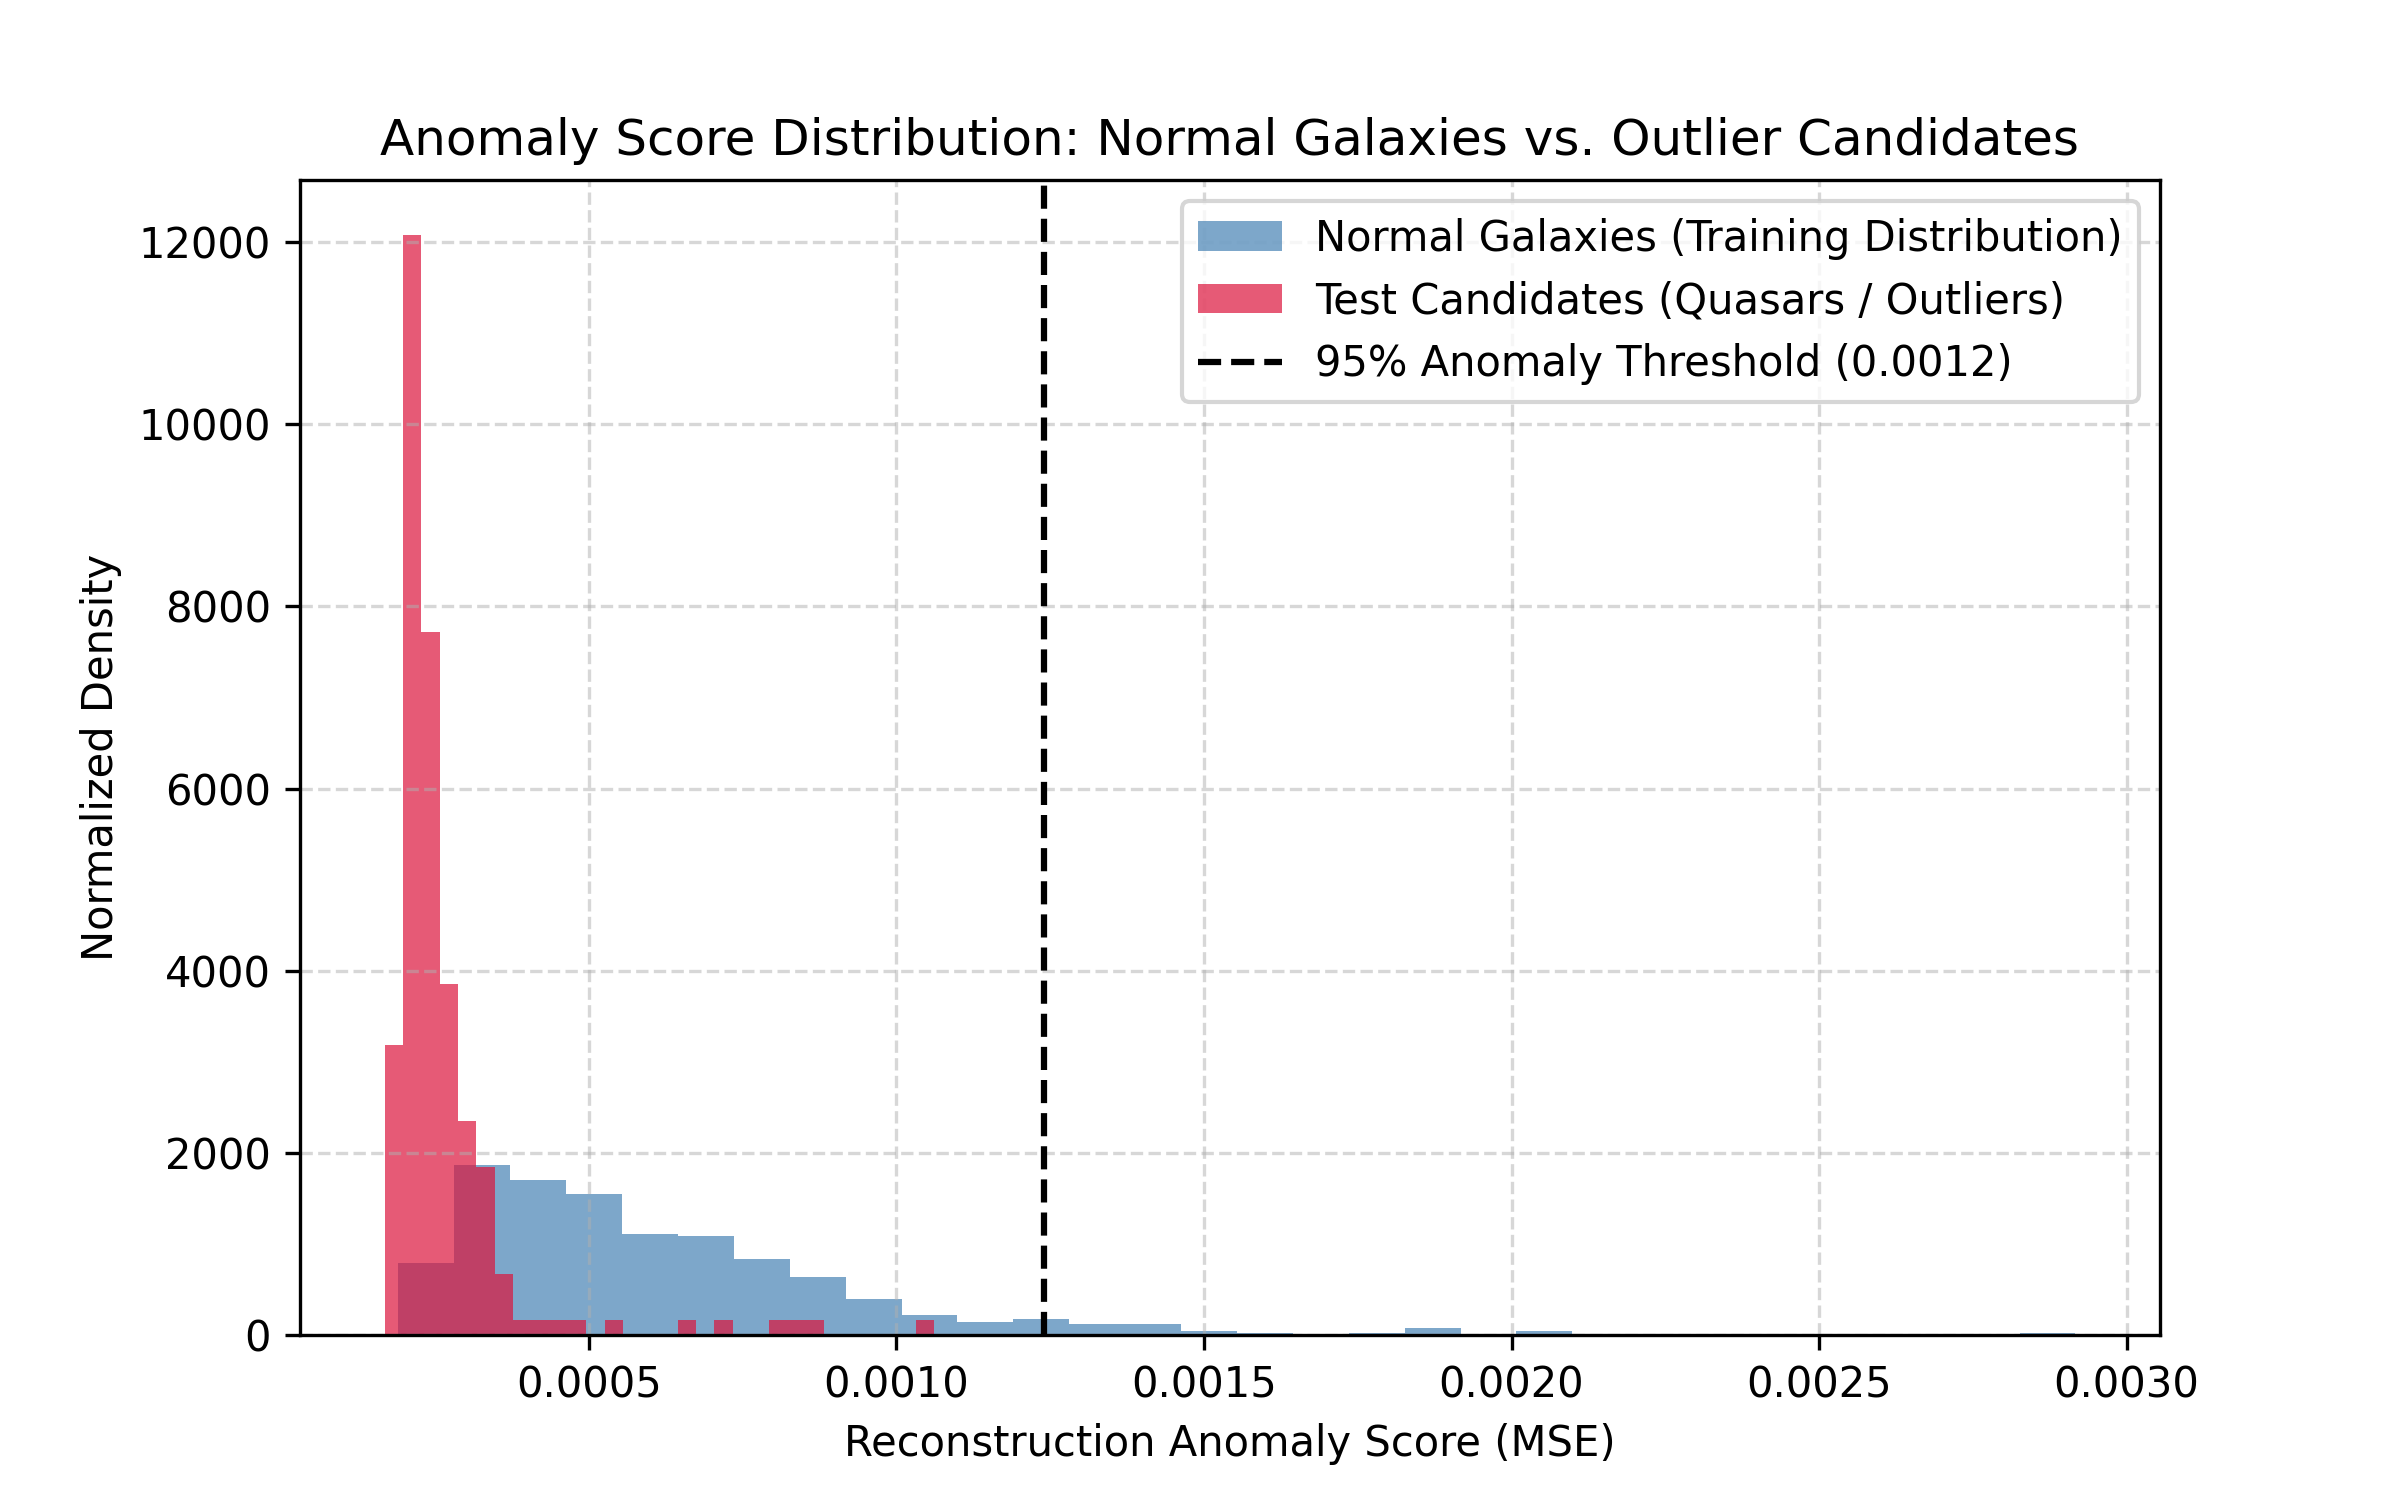 Anomaly Score Distribution: Normal Galaxies vs. Outlier Candidates
Normal Galaxies (Training Distribution)
Test Candidates (Quasars / Outliers)
95% Anomaly Threshold (0.0012)
Normalized Density
12000
10000
8000
6000
4000
2000
0
0.0005 0.0010 0.0015 0.0020 0.0025 0.0030
Reconstruction Anomaly Score (MSE)